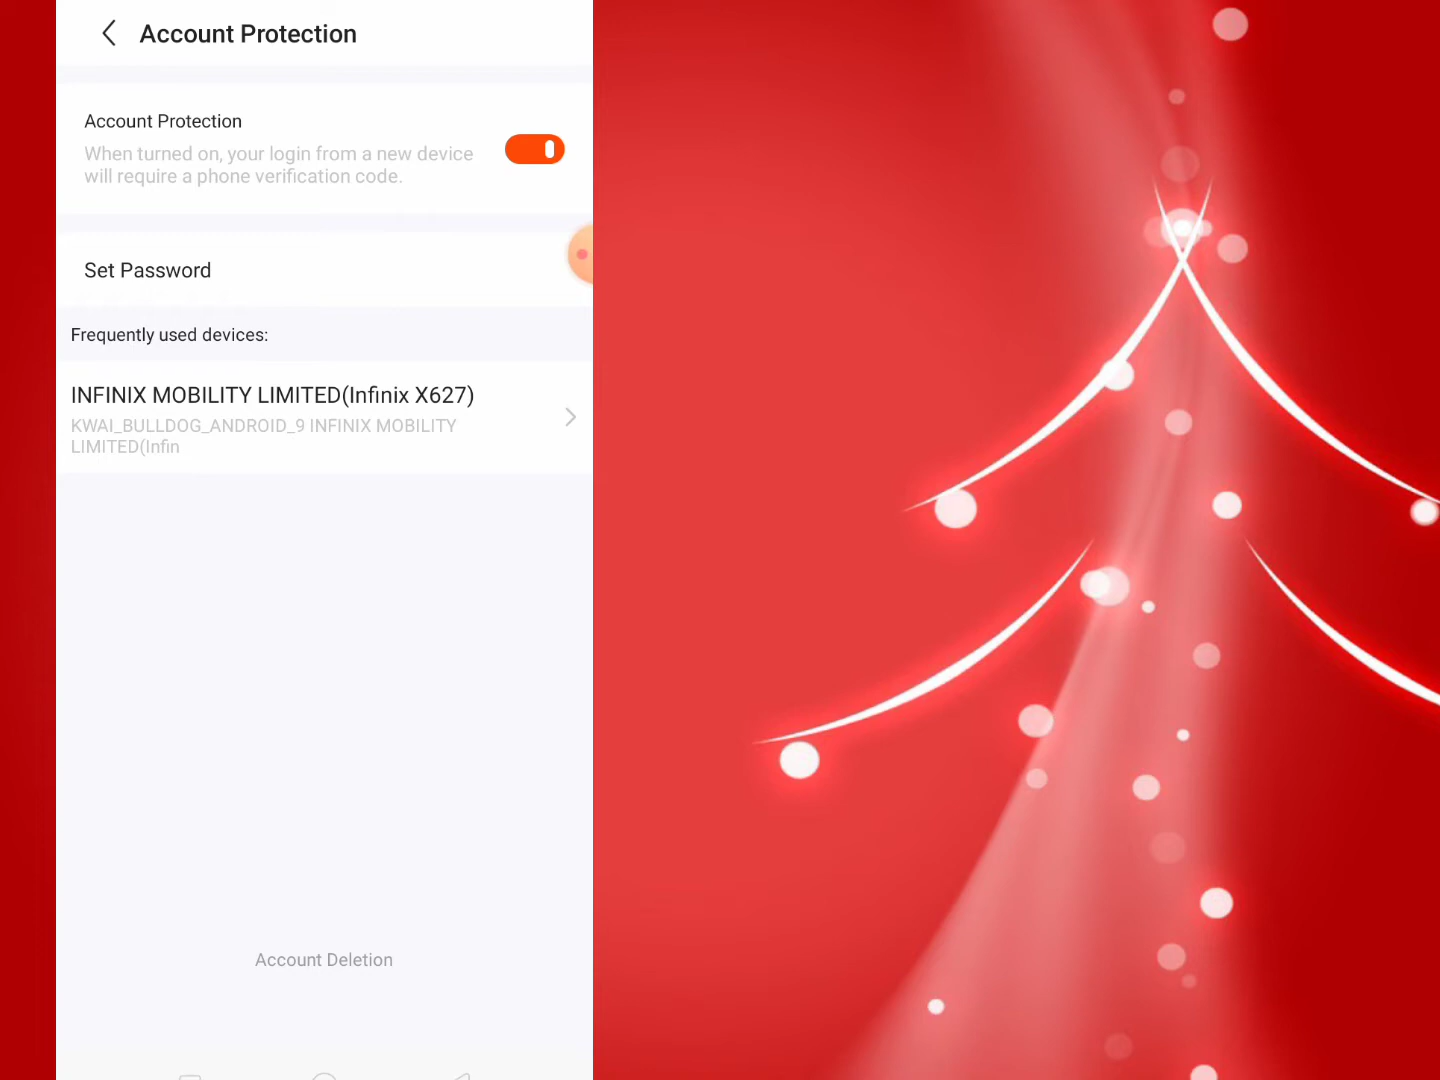 Account Protection
Account Protection
When turned on, your login from a new device
will require a phone verification code.
Set Password
Frequently used devices:
INFINIX MOBILITY LIMITED(Infinix X627)
KWAI_BULLDOG_ANDROID_9 INFINIX MOBILITY
LIMITED(Infin
Account Deletion